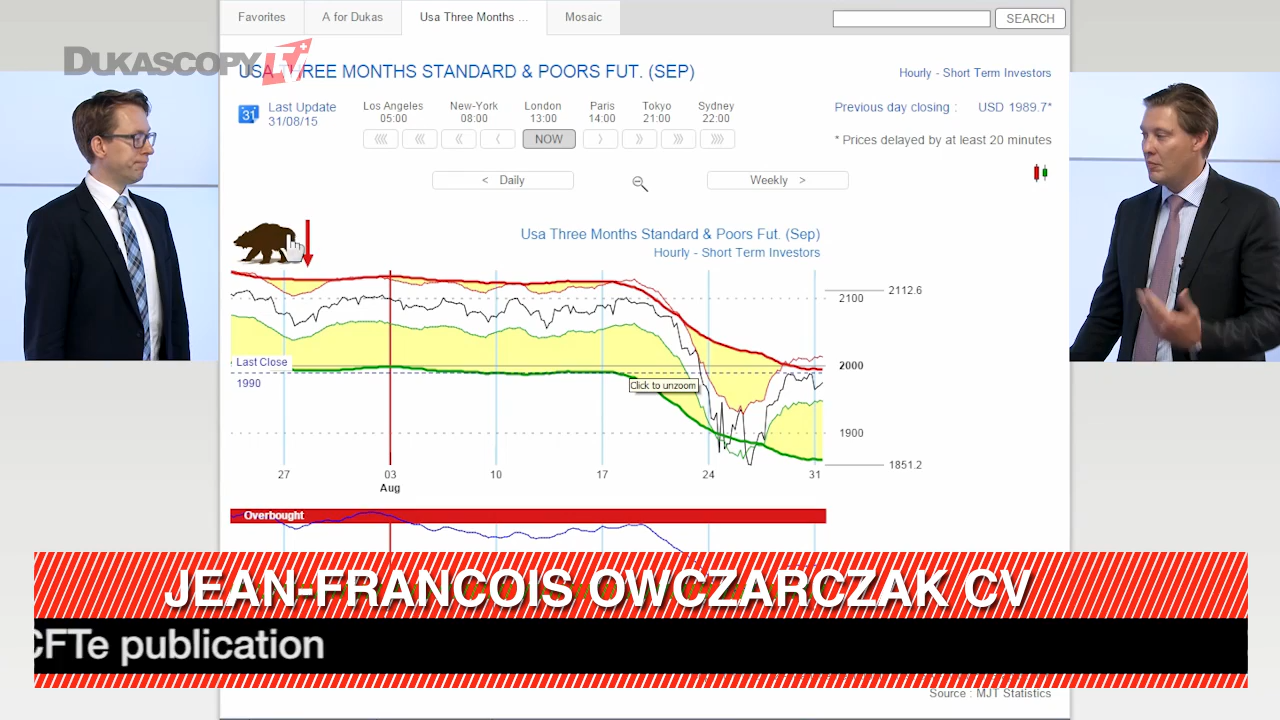 Favorites
A for Dukas
Usa Three Months ...
Mosaic
SEARCH
DUKASCOPY TV
USA THREE MONTHS STANDARD & POORS FUT. (SEP)
Hourly - Short Term Investors
31
Last Update
31/08/15
Los Angeles
05:00
New-York
08:00
London
13:00
Paris
14:00
Tokyo
21:00
Sydney
22:00
NOW
Previous day closing : USD 1989.7*
* Prices delayed by at least 20 minutes
< Daily
Weekly >
Usa Three Months Standard & Poors Fut. (Sep)
Hourly - Short Term Investors
2112.6
2100
Last Close
2000
1990
Click to unzoom
1900
1851.2
27
03
10
17
24
31
Aug
Overbought
JEAN-FRANCOIS OWCZARCZAK CV
CFTe publication
Source : MJT Statistics